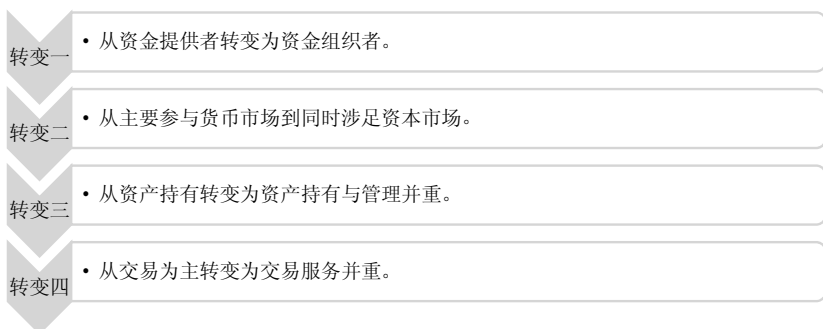 转变一
• 从资金提供者转变为资金组织者。
转变二
• 从主要参与货币市场到同时涉足资本市场。
转变三
• 从资产持有转变为资产持有与管理并重。
转变四
• 从交易为主转变为交易服务并重。